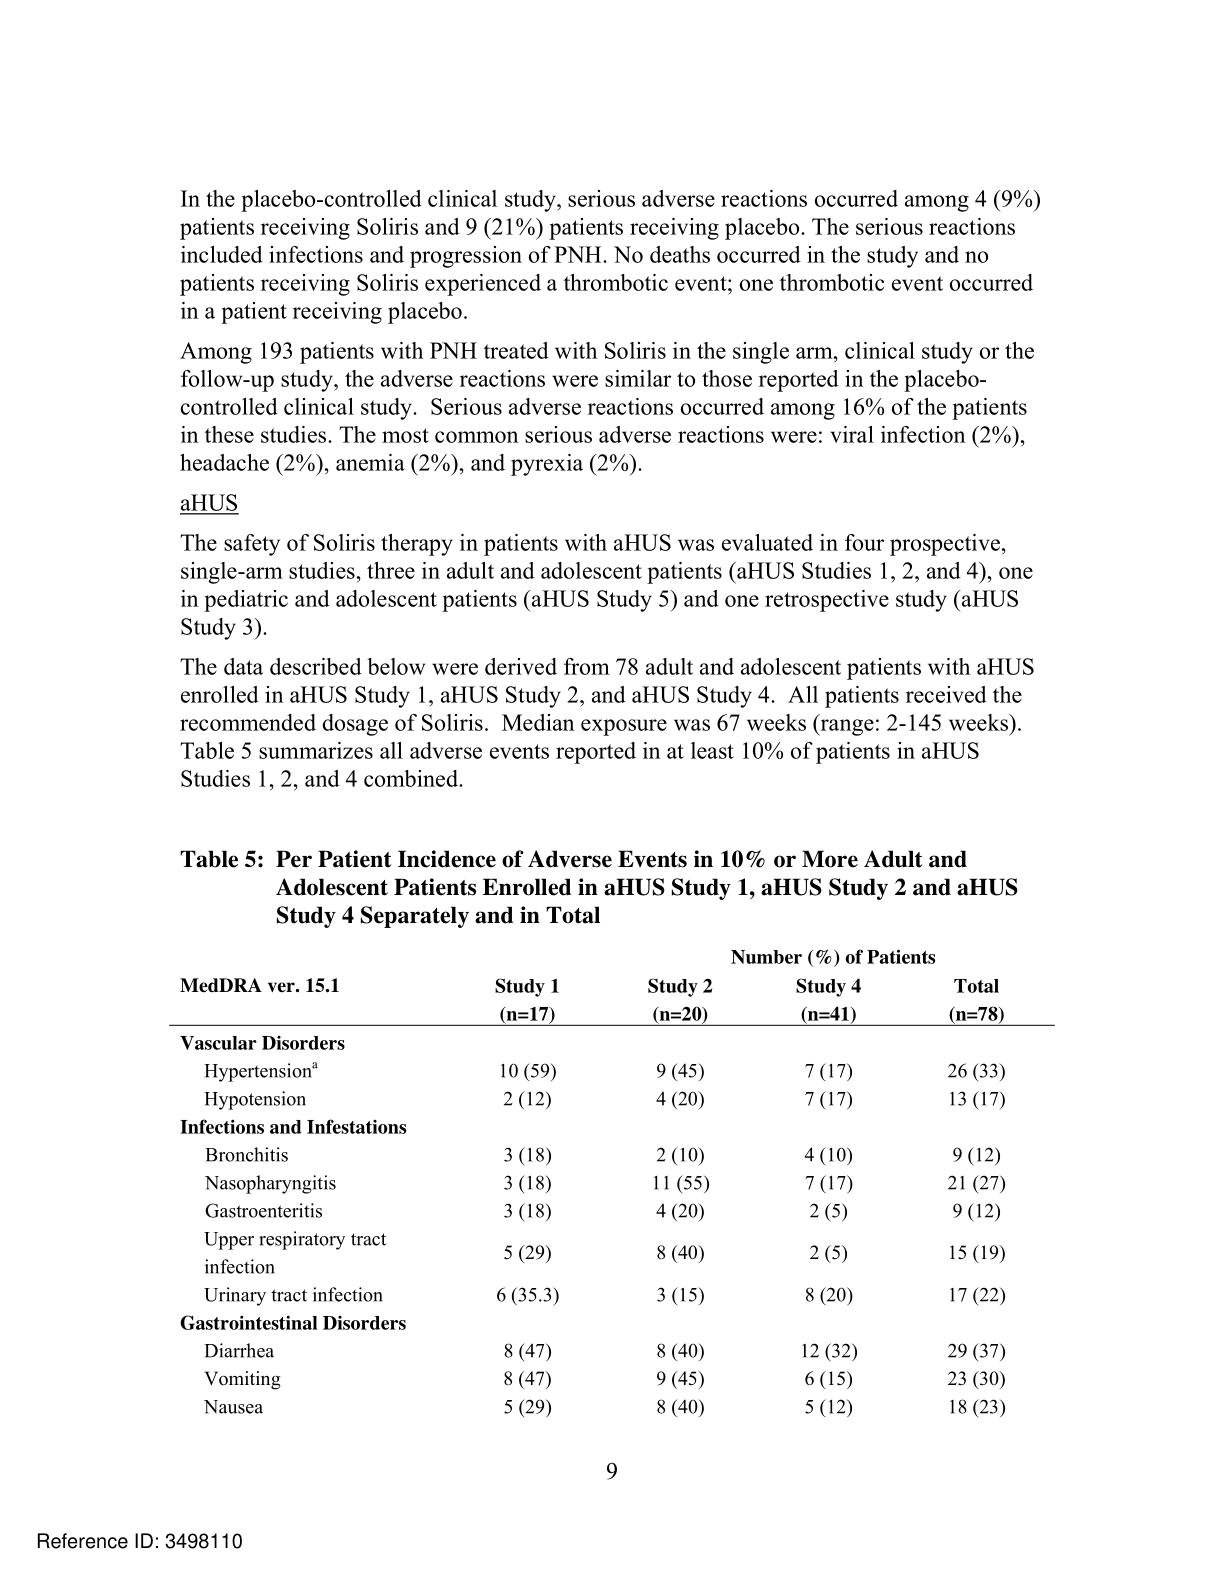 In the placebo-controlled clinical study, serious adverse reactions occurred among 4 (9%)
patients receiving Soliris and 9 (21%) patients receiving placebo. The serious reactions
included infections and progression of PNH. No deaths occurred in the study and no
patients receiving Soliris experienced a thrombotic event; one thrombotic event occurred
in a patient receiving placebo.
Among 193 patients with PNH treated with Soliris in the single arm, clinical study or the
follow-up study, the adverse reactions were similar to those reported in the placebo-
controlled clinical study.  Serious adverse reactions occurred among 16% of the patients
in these studies. The most common serious adverse reactions were: viral infection (2%),
headache (2%), anemia (2%), and pyrexia (2%).
aHUS
The safety of Soliris therapy in patients with aHUS was evaluated in four prospective,
single-arm studies, three in adult and adolescent patients (aHUS Studies 1, 2, and 4), one
in pediatric and adolescent patients (aHUS Study 5) and one retrospective study (aHUS
Study 3).
The data described below were derived from 78 adult and adolescent patients with aHUS
enrolled in aHUS Study 1, aHUS Study 2, and aHUS Study 4.  All patients received the
recommended dosage of Soliris.  Median exposure was 67 weeks (range: 2-145 weeks).
Table 5 summarizes all adverse events reported in at least 10% of patients in aHUS
Studies 1, 2, and 4 combined.
Table 5: Per Patient Incidence of Adverse Events in 10% or More Adult and
Adolescent Patients Enrolled in aHUS Study 1, aHUS Study 2 and aHUS
Study 4 Separately and in Total
Number (%) of Patients
MedDRA ver. 15.1 Study 1 Study 2 Study 4 Total
(n=17) (n=20) (n=41) (n=78)
Vascular Disorders
Hypertensionª 10 (59) 9 (45) 7 (17) 26 (33)
Hypotension 2 (12) 4 (20) 7 (17) 13 (17)
Infections and Infestations
Bronchitis 3 (18) 2 (10) 4 (10) 9 (12)
Nasopharyngitis 3 (18) 11 (55) 7 (17) 21 (27)
Gastroenteritis 3 (18) 4 (20) 2 (5) 9 (12)
Upper respiratory tract
infection 5 (29) 8 (40) 2 (5) 15 (19)
Urinary tract infection 6 (35.3) 3 (15) 8 (20) 17 (22)
Gastrointestinal Disorders
Diarrhea 8 (47) 8 (40) 12 (32) 29 (37)
Vomiting 8 (47) 9 (45) 6 (15) 23 (30)
Nausea 5 (29) 8 (40) 5 (12) 18 (23)
9
Reference ID: 3498110